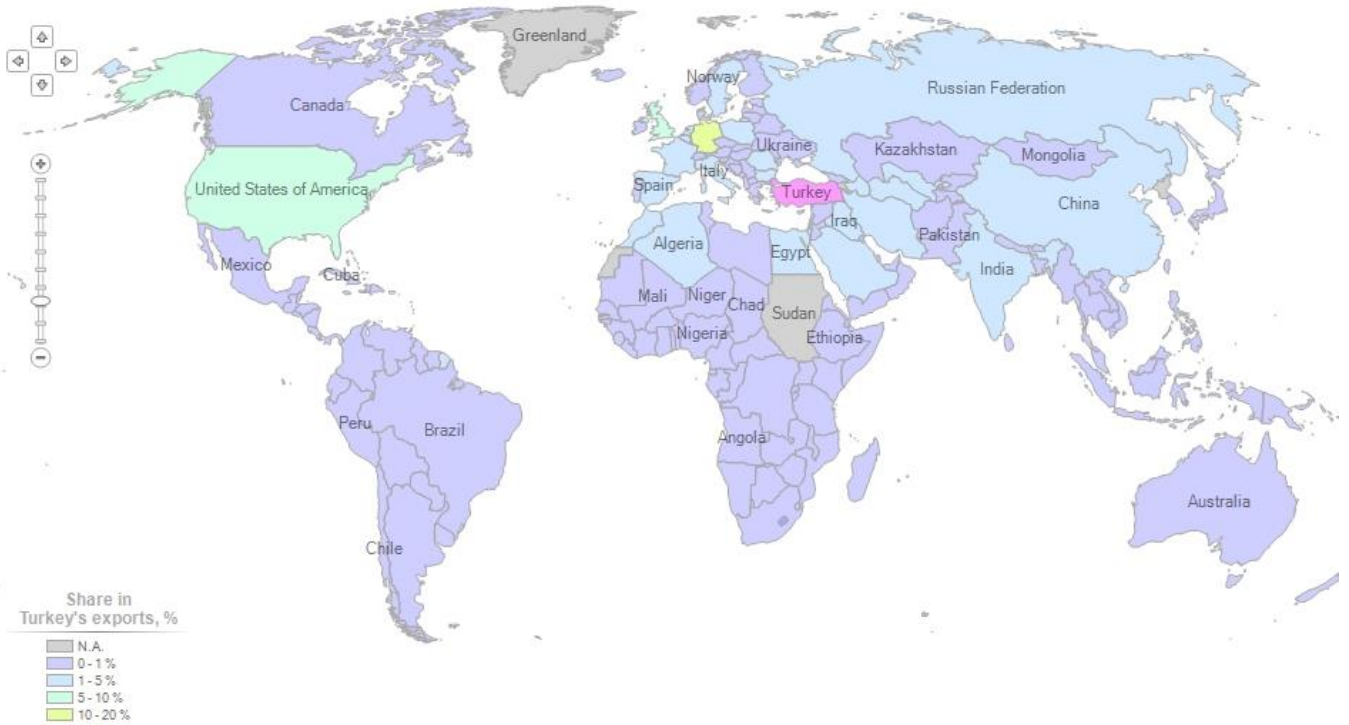 Greenland
Norway
Russian Federation
Canada
Ukraine
Kazakhstan
Mongolia
Italy
Spain
Turkey
United States of America
China
Iraq
Pakistan
Algeria
Egypt
India
Mexico
Cuba
Mali
Niger
Chad
Sudan
Nigeria
Ethiopia
Peru
Brazil
Angola
Australia
Chile
Share in
Turkey's exports, %
N.A.
0 - 1 %
1 - 5 %
5 - 10 %
10 - 20 %